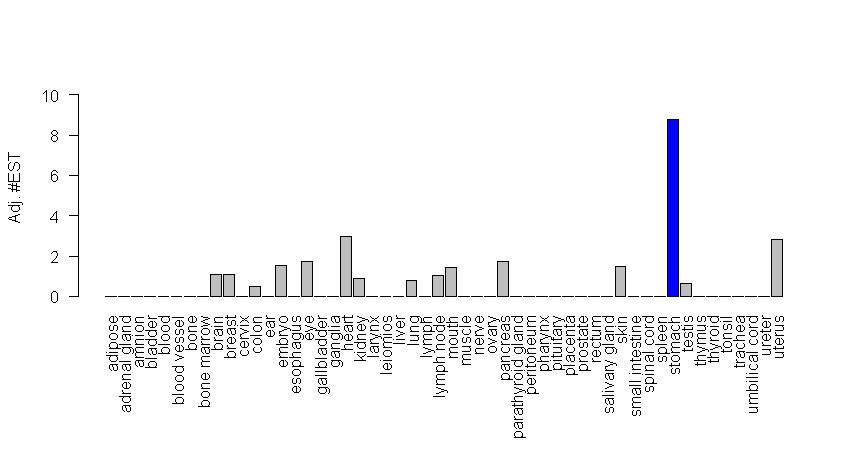 Adj. #EST
10
8
6
4
2
0
adipose
adrenal gland
amnion
bladder
blood
blood vessel
bone
bone marrow
brain
breast
cervix
colon
ear
embryo
esophagus
eye
gallbladder
ganglia
heart
kidney
larynx
leiomios
liver
lung
lymph
lymph node
mouth
muscle
nerve
ovary
pancreas
parathyroid gland
peritoneum
pharynx
pituitary
placenta
prostate
rectum
salivary gland
skin
small intestine
spinal cord
spleen
stomach
testis
thymus
thyroid
tonsil
trachea
umbilical cord
ureter
uterus